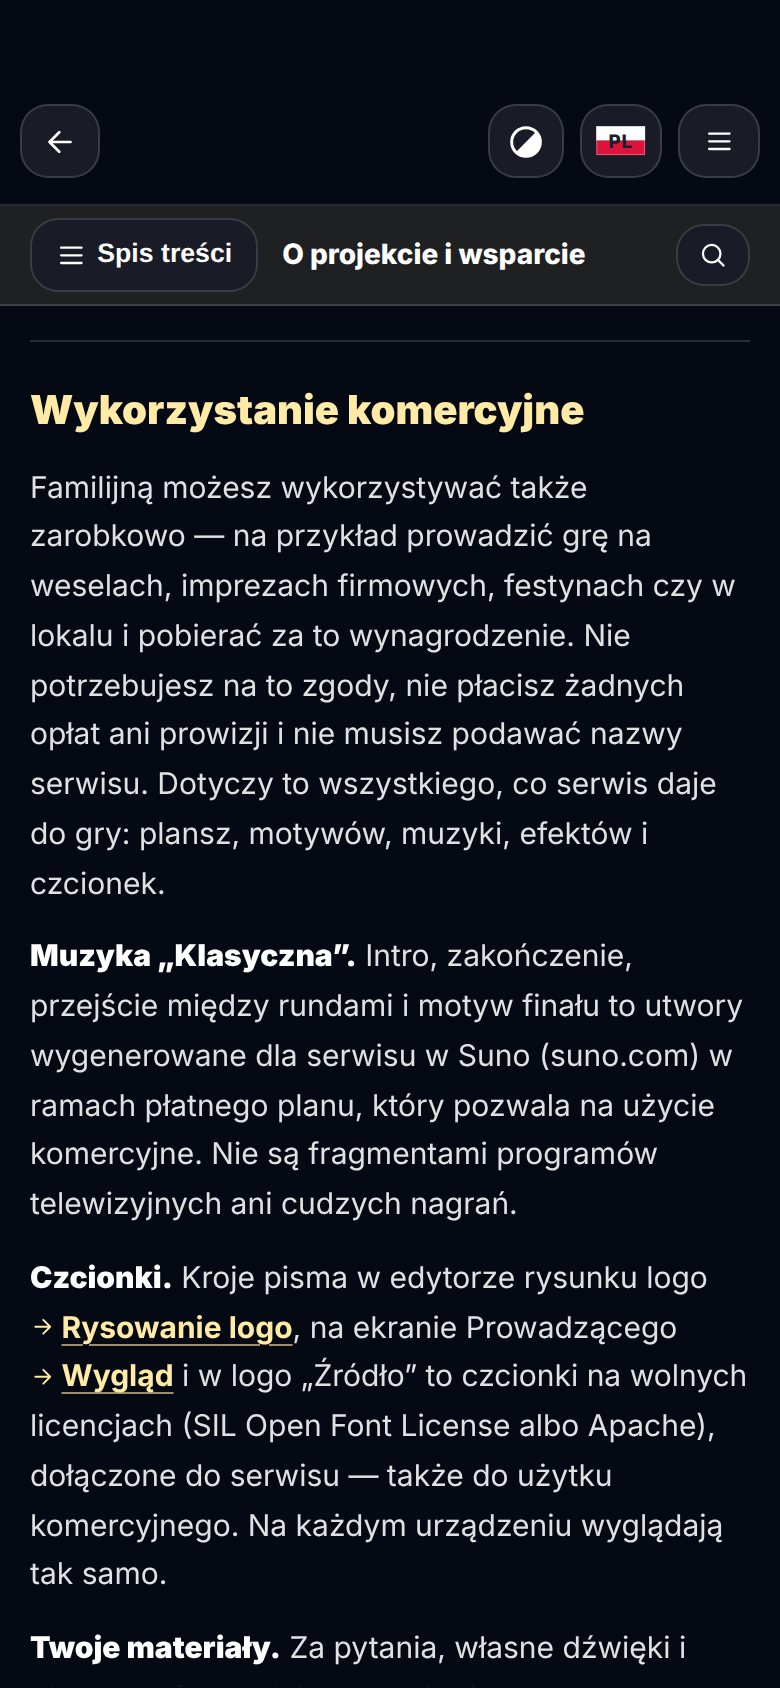 PL
Spis treści
O projekcie i wsparcie
Wykorzystanie komercyjne
Familijną możesz wykorzystywać także
zarobkowo — na przykład prowadzić grę na
weselach, imprezach firmowych, festynach czy w
lokalu i pobierać za to wynagrodzenie. Nie
potrzebujesz na to zgody, nie płacisz żadnych
opłat ani prowizji i nie musisz podawać nazwy
serwisu. Dotyczy to wszystkiego, co serwis daje
do gry: plansz, motywów, muzyki, efektów i
czcionek.
Muzyka „Klasyczna”. Intro, zakończenie,
przejście między rundami i motyw finału to utwory
wygenerowane dla serwisu w Suno (suno.com) w
ramach płatnego planu, który pozwala na użycie
komercyjne. Nie są fragmentami programów
telewizyjnych ani cudzych nagrań.
Czcionki. Kroje pisma w edytorze rysunku logo
→ Rysowanie logo, na ekranie Prowadzącego
→ Wygląd i w logo „Źródło” to czcionki na wolnych
licencjach (SIL Open Font License albo Apache),
dołączone do serwisu — także do użytku
komercyjnego. Na każdym urządzeniu wyglądają
tak samo.
Twoje materiały. Za pytania, własne dźwięki i